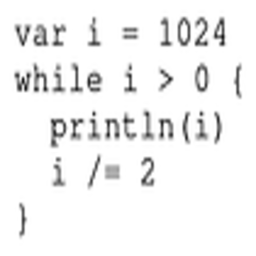 var i = 1024
while i > 0 {
  println(i)
  i /= 2
}